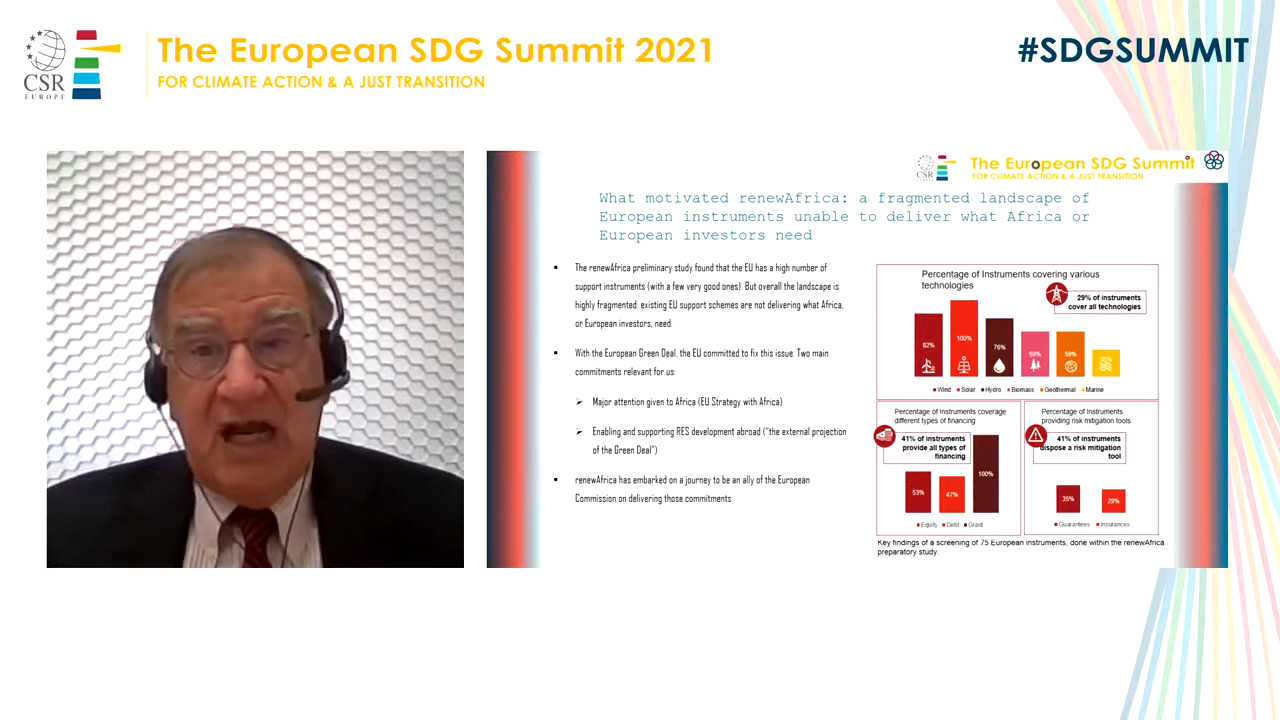 The European SDG Summit 2021
FOR CLIMATE ACTION & A JUST TRANSITION
CSR
EUROPE
#SDGSUMMIT
CSR
The European SDG Summit
FOR CLIMATE ACTION & A JUST TRANSITION
What motivated renewAfrica: a fragmented landscape of
European instruments unable to deliver what Africa or
European investors need
▪ The renewAfrica preliminary study found that the EU has a high number of
support instruments (with a few very good ones). But overall the landscape is
highly fragmented: existing EU support schemes are not delivering what Africa,
or European investors, need.
▪ With the European Green Deal, the EU committed to fix this issue. Two main
commitments relevant for us:
➢ Major attention given to Africa (EU Strategy with Africa)
➢ Enabling and supporting RES development abroad ("the external projection
of the Green Deal")
▪ renewAfrica has embarked on a journey to be an ally of the European
Commission on delivering those commitments
Percentage of Instruments covering various
technologies
29% of instruments
cover all technologies
82%
100%
76%
59%
59%
Wind Solar Hydro Biomass Geothermal Marine
Percentage of Instruments coverage
different types of financing
41% of instruments
provide all types of
financing
53%
47%
100%
Equity Debt Grant
Percentage of Instruments
providing risk mitigation tools
41% of instruments
dispose a risk mitigation
tool
35%
29%
Guarantees Insurances
Key findings of a screening of 75 European instruments, done within the renewAfrica
preparatory study.